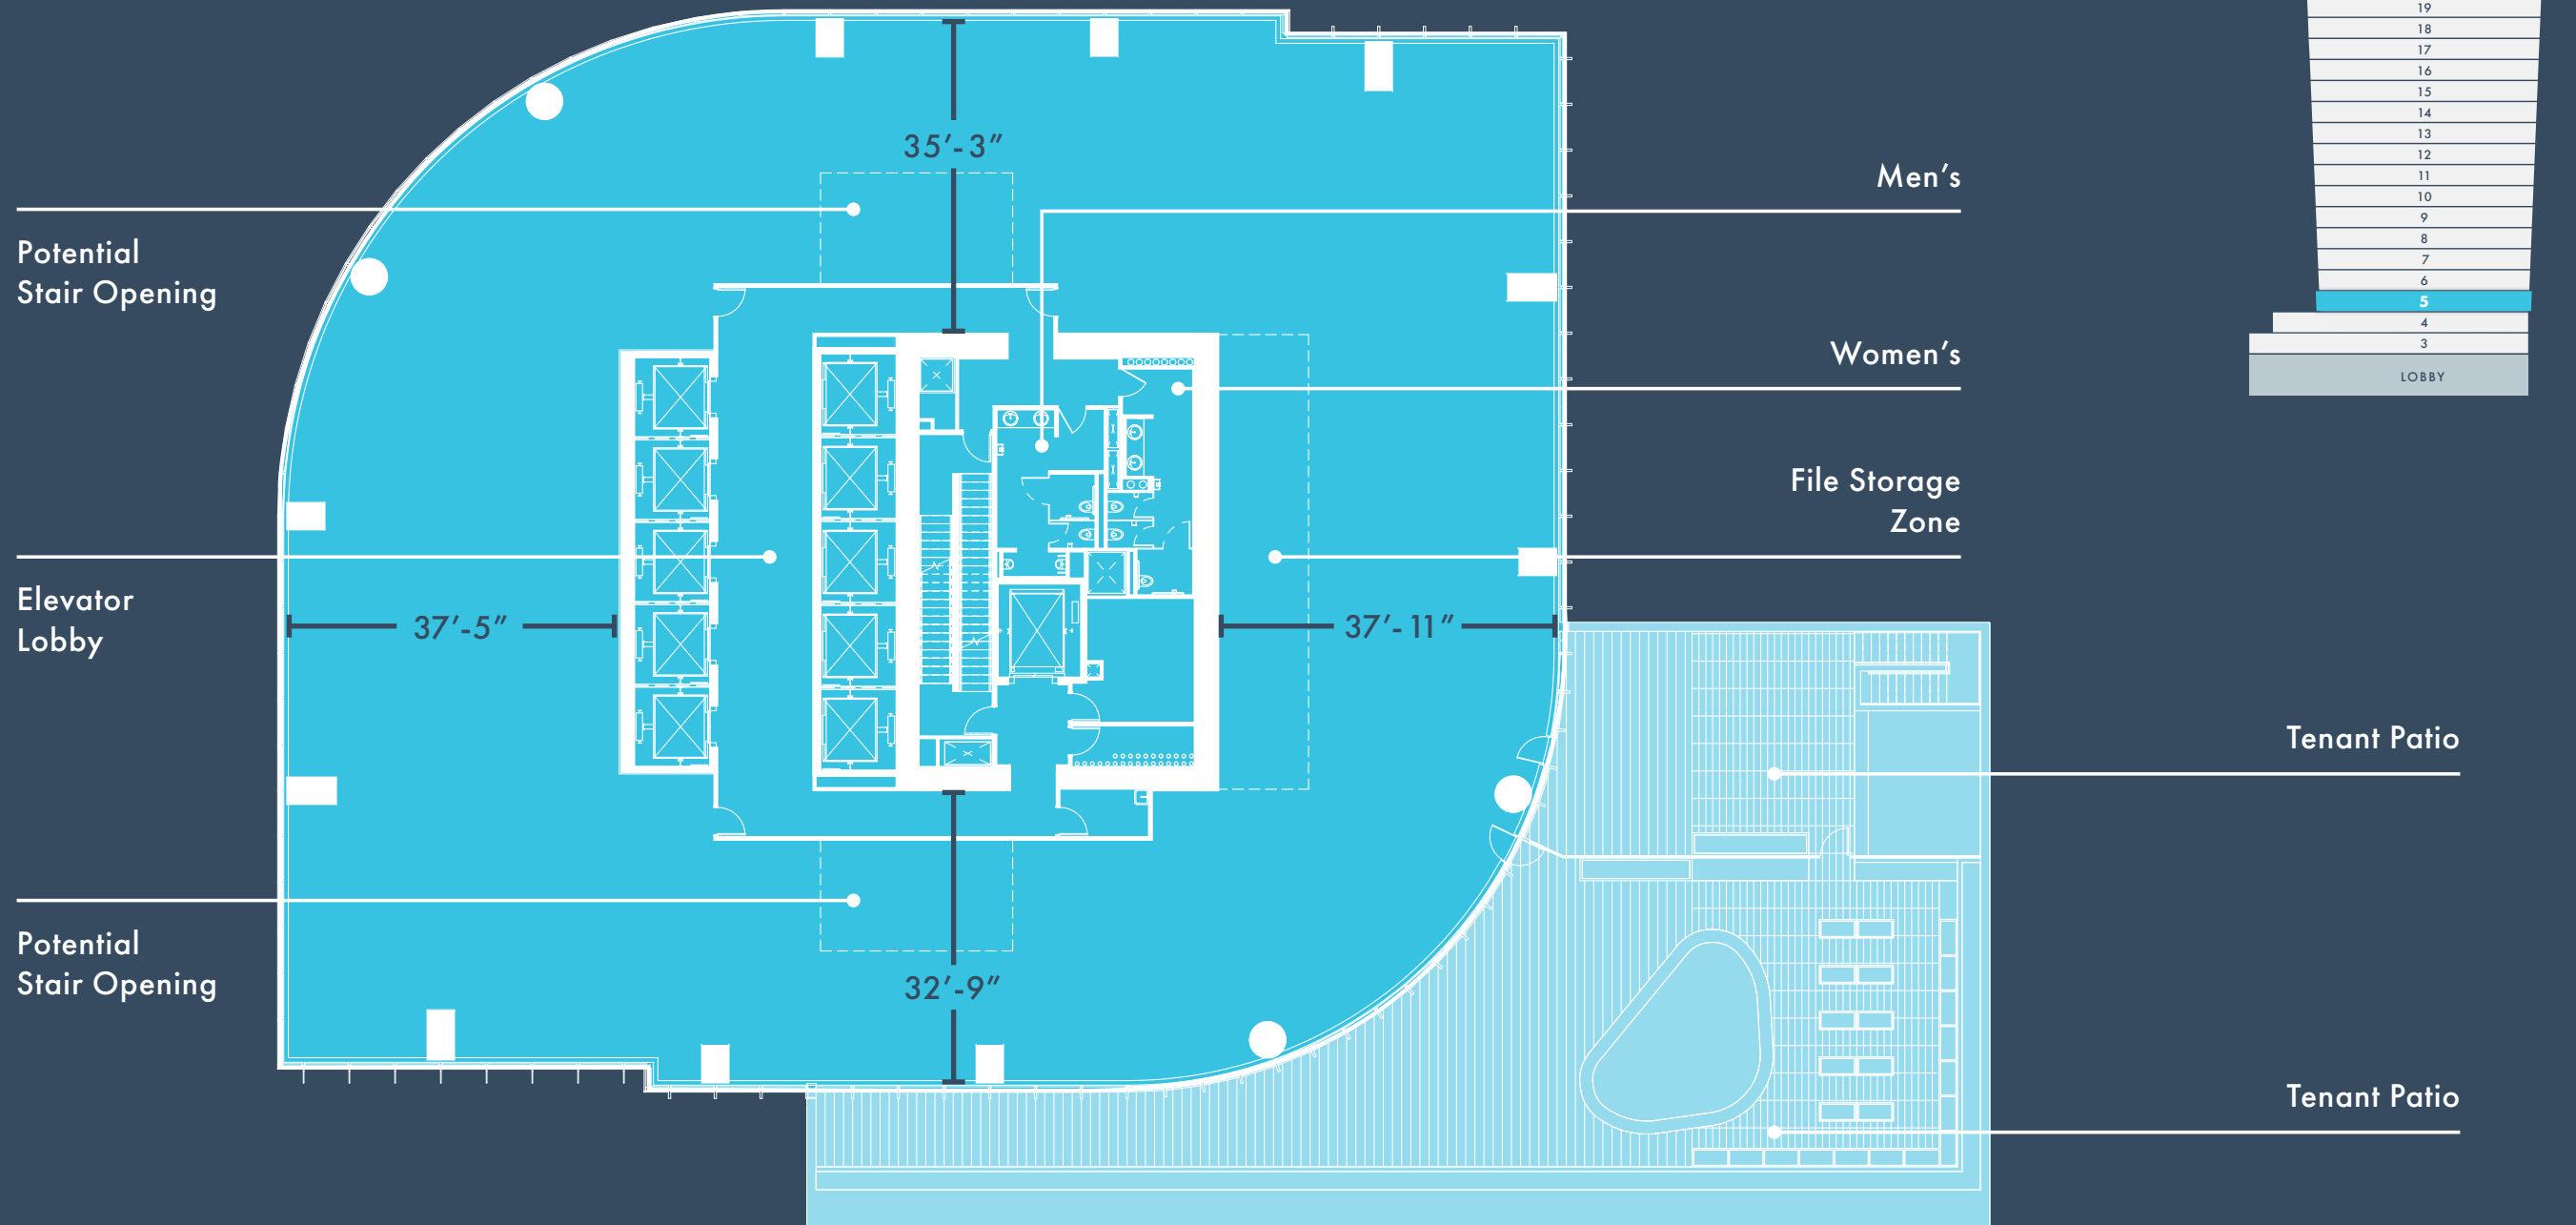 35’-3”
Potential
Stair Opening
Elevator
Lobby
37’-5”
Potential
Stair Opening
32’-9”
Men’s
Women’s
File Storage
Zone
37’-11”
Tenant Patio
Tenant Patio
19
18
17
16
15
14
13
12
11
10
9
8
7
6
5
4
3
LOBBY